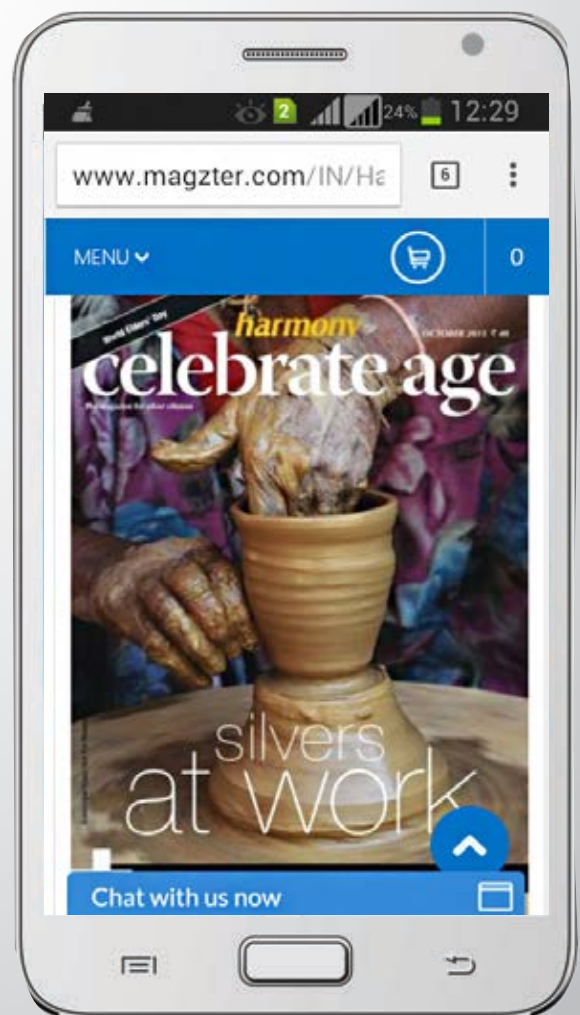 2 24% 12:29
www.magzter.com/IN/Ha
6
MENU
0
World Elders' Day
harmony
OCTOBER 2015 ₹ 40
celebrate age
silvers
at work
Chat with us now